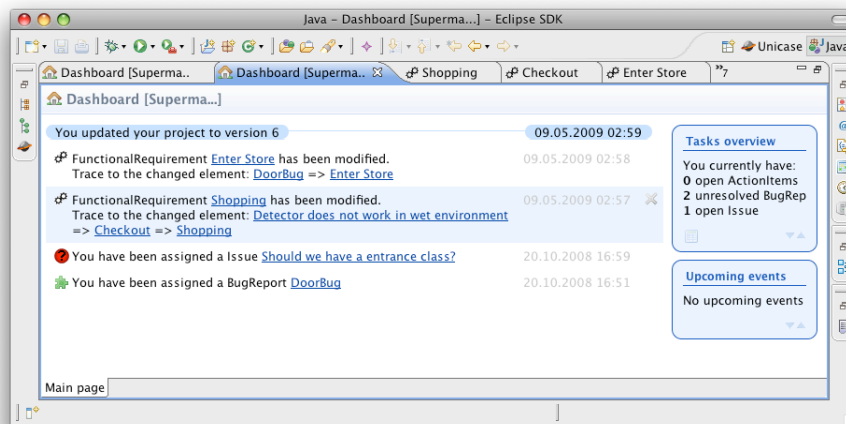 Java – Dashboard [Superma...] – Eclipse SDK
Unicase Java
Dashboard [Superma.. Dashboard [Superma.. Shopping Checkout Enter Store "7
Dashboard [Superma...]
You updated your project to version 6 09.05.2009 02:59
FunctionalRequirement Enter Store has been modified. 09.05.2009 02:58
Trace to the changed element: DoorBug => Enter Store
FunctionalRequirement Shopping has been modified. 09.05.2009 02:57
Trace to the changed element: Detector does not work in wet environment
=> Checkout => Shopping
You have been assigned a Issue Should we have a entrance class? 20.10.2008 16:59
You have been assigned a BugReport DoorBug 20.10.2008 16:51
Tasks overview
You currently have:
0 open ActionItems
2 unresolved BugRep
1 open Issue
Upcoming events
No upcoming events
Main page